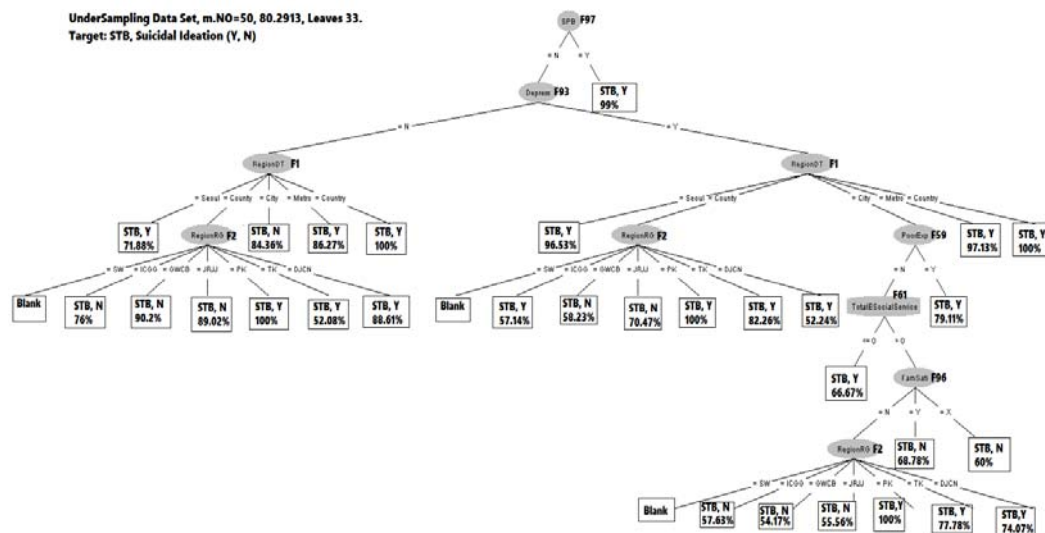 UnderSampling Data Set, m.NO=50, 80.2913, Leaves 33.
Target: STB, Suicidal Ideation (Y, N)
SPB F97
= N = Y
Depress F93
STB, Y
99%
= N = Y
RegionDT F1 RegionDT F1
= Seoul = County = City = Metro = Country
= Seoul = County = City = Metro = Country
STB, Y
71.88%
RegionRG F2
STB, N
84.36%
STB, Y
86.27%
STB, Y
100%
STB, Y
96.53%
RegionRG F2
FoodExp F59
STB, Y
97.13%
STB, Y
100%
= SW = ICGG = GWCB = JRJJ = PK = TK = DJCN
Blank
STB, N
76%
STB, N
90.2%
STB, N
89.02%
STB, Y
100%
STB, Y
52.08%
STB, Y
88.61%
= SW = ICGG = GWCB = JRJJ = PK = TK = DJCN
Blank
STB, Y
57.14%
STB, N
58.23%
STB, N
70.47%
STB, Y
100%
STB, Y
82.26%
STB, Y
52.24%
= N = Y
F61
TotalESocialService
STB, Y
79.11%
<= 0 > 0
STB, Y
66.67%
FamSati F96
= N = Y = X
RegionRG F2
STB, N
68.78%
STB, N
60%
= SW = ICGG = GWCB = JRJJ = PK = TK = DJCN
Blank
STB, N
57.63%
STB, N
54.17%
STB, N
55.56%
STB, Y
100%
STB, Y
77.78%
STB,Y
74.07%